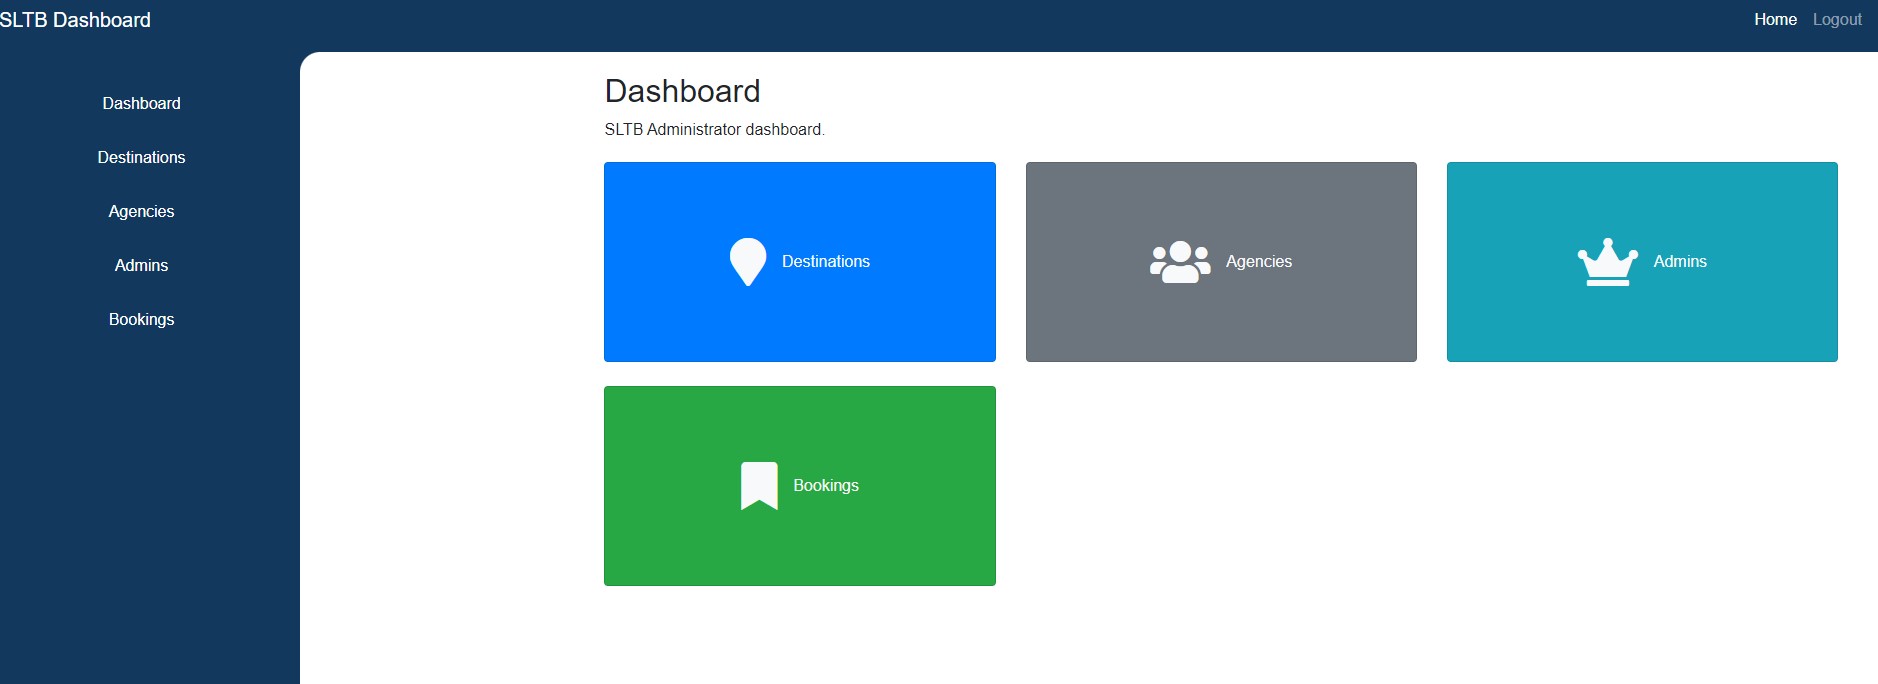 SLTB Dashboard
Home Logout
Dashboard
Destinations
Agencies
Admins
Bookings
Dashboard
SLTB Administrator dashboard.
Destinations
Agencies
Admins
Bookings